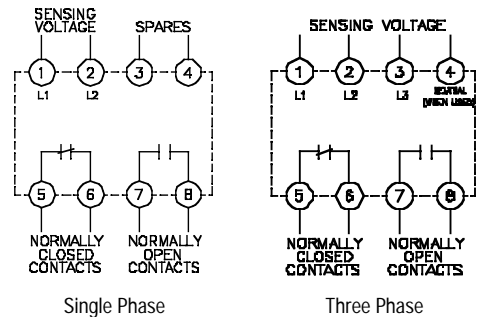 SENSING VOLTAGE
SPARES
1 2 3 4
L1 L2
5 6 7 8
NORMALLY CLOSED CONTACTS
NORMALLY OPEN CONTACTS
Single Phase
SENSING VOLTAGE
1 2 3 4
L1 L2 L3 NEUTRAL
(WHEN USED)
5 6 7 8
NORMALLY CLOSED CONTACTS
NORMALLY OPEN CONTACTS
Three Phase